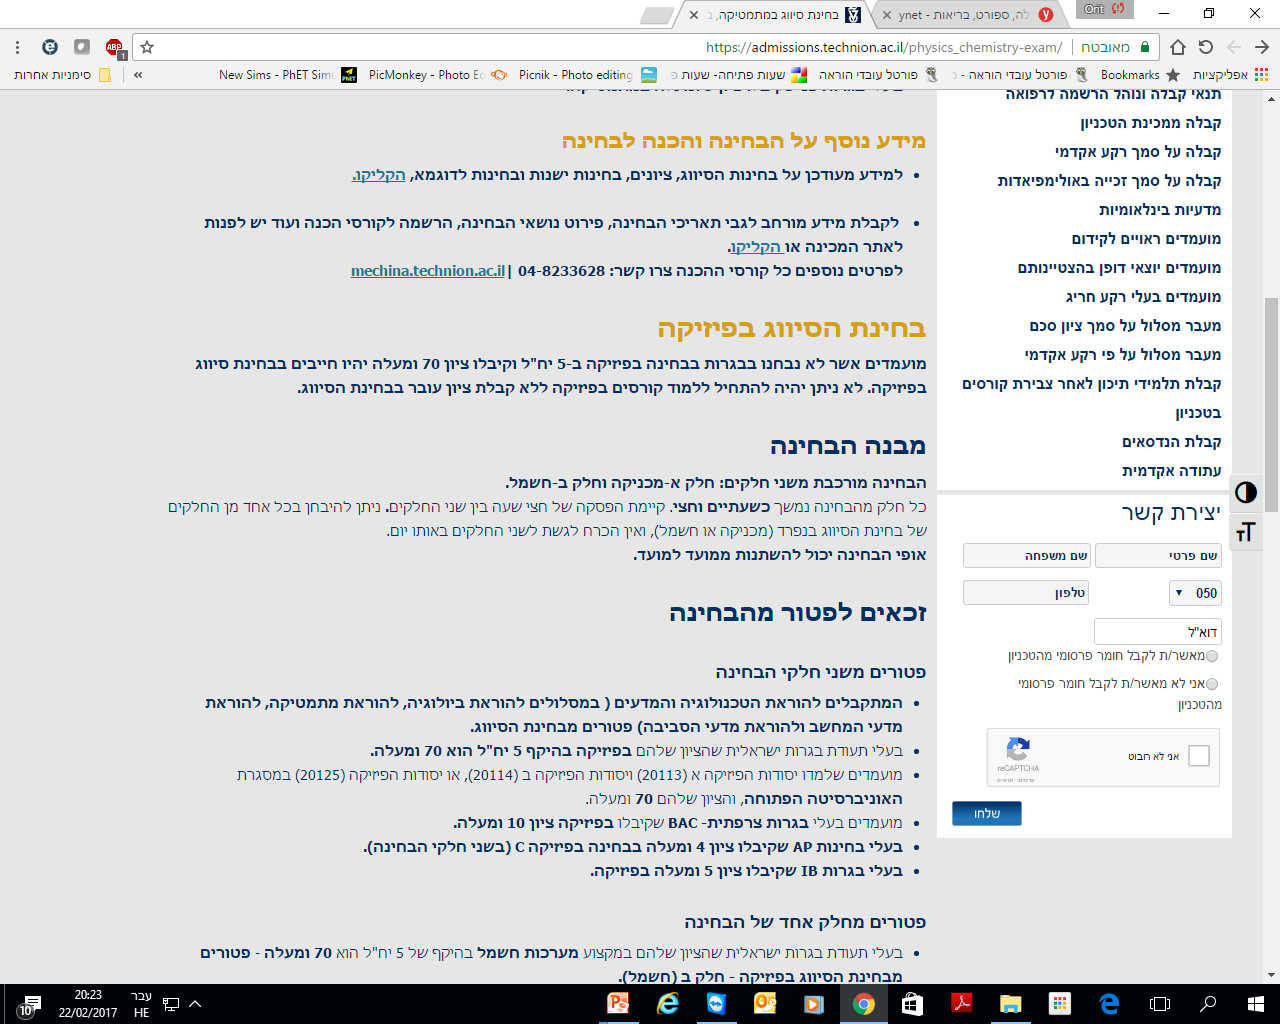 Orit
בחינת סיווג במתמטיקה, ב
ynet - לה, ספורט, בריאות
https://admissions.technion.ac.il/physics_chemistry-exam/
מאובטח
אפליקציות
Bookmarks
פורטל עובדי הוראה -
פורטל עובדי הוראה
שעות פתיחה- שעות פ
Picnik - Photo editing
PicMonkey - Photo Ed
New Sims - PhET Simu
»
סימניות אחרות
תנאי קבלה ונוהל הרשמה לרפואה
קבלה ממכינת הטכניון
קבלה על סמך רקע אקדמי
קבלה על סמך זכייה באולימפיאדות
מדעיות בינלאומיות
מועמדים ראויים לקידום
מועמדים יוצאי דופן בהצטיינותם
מועמדים בעלי רקע חריג
מעבר מסלול על סמך ציון סכם
מעבר מסלול על פי רקע אקדמי
קבלת תלמידי תיכון לאחר צבירת קורסים
בטכניון
קבלת הנדסאים
עתודה אקדמית
יצירת קשר
שם פרטי
שם משפחה
050
טלפון
דוא"ל
מאשר/ת לקבל חומר פרסומי מהטכניון
אני לא מאשר/ת לקבל חומר פרסומי
מהטכניון
אני לא רובוט
reCAPTCHA
פרטיות - תנאים
שלחו
מידע נוסף על הבחינה והכנה לבחינה
למידע מעודכן על בחינות הסיווג, ציונים, בחינות ישנות ובחינות לדוגמא, הקליקו.
לקבלת מידע מורחב לגבי תאריכי הבחינה, פירוט נושאי הבחינה, הרשמה לקורסי הכנה ועוד יש לפנות
לאתר המכינה או הקליקו.
לפרטים נוספים כל קורסי ההכנה צרו קשר: 04-8233628 | mechina.technion.ac.il
בחינת הסיווג בפיזיקה
מועמדים אשר לא נבחנו בבגרות בבחינה בפיזיקה ב-5 יח"ל וקיבלו ציון 70 ומעלה יהיו חייבים בבחינת סיווג
בפיזיקה. לא ניתן יהיה להתחיל ללמוד קורסים בפיזיקה ללא קבלת ציון עובר בבחינת הסיווג.
מבנה הבחינה
הבחינה מורכבת משני חלקים: חלק א-מכניקה וחלק ב-חשמל.
כל חלק מהבחינה נמשך כשעתיים וחצי. קיימת הפסקה של חצי שעה בין שני החלקים. ניתן להיבחן בכל אחד מן החלקים
של בחינת הסיווג בנפרד (מכניקה או חשמל), ואין הכרח לגשת לשני החלקים באותו יום.
אופי הבחינה יכול להשתנות ממועד למועד.
זכאים לפטור מהבחינה
פטורים משני חלקי הבחינה
המתקבלים להוראת הטכנולוגיה והמדעים ( במסלולים להוראת ביולוגיה, להוראת מתמטיקה, להוראת
מדעי המחשב ולהוראת מדעי הסביבה) פטורים מבחינת הסיווג.
בעלי תעודת בגרות ישראלית שהציון שלהם בפיזיקה בהיקף 5 יח"ל הוא 70 ומעלה.
מועמדים שלמדו יסודות הפיזיקה א (20113) ויסודות הפיזיקה ב (20114), או יסודות הפיזיקה (20125) במסגרת
האוניברסיטה הפתוחה, והציון שלהם 70 ומעלה.
מועמדים בעלי בגרות צרפתית- BAC שקיבלו בפיזיקה ציון 10 ומעלה.
בעלי בחינות AP שקיבלו ציון 4 ומעלה בבחינה בפיזיקה C (בשני חלקי הבחינה).
בעלי בגרות IB שקיבלו ציון 5 ומעלה בפיזיקה.
פטורים מחלק אחד של הבחינה
בעלי תעודת בגרות ישראלית שהציון שלהם במקצוע מערכות חשמל בהיקף של 5 יח"ל הוא 70 ומעלה - פטורים
מבחינת הסיווג בפיזיקה - חלק ב (חשמל).
20:23
22/02/2017
עבר
HE
10